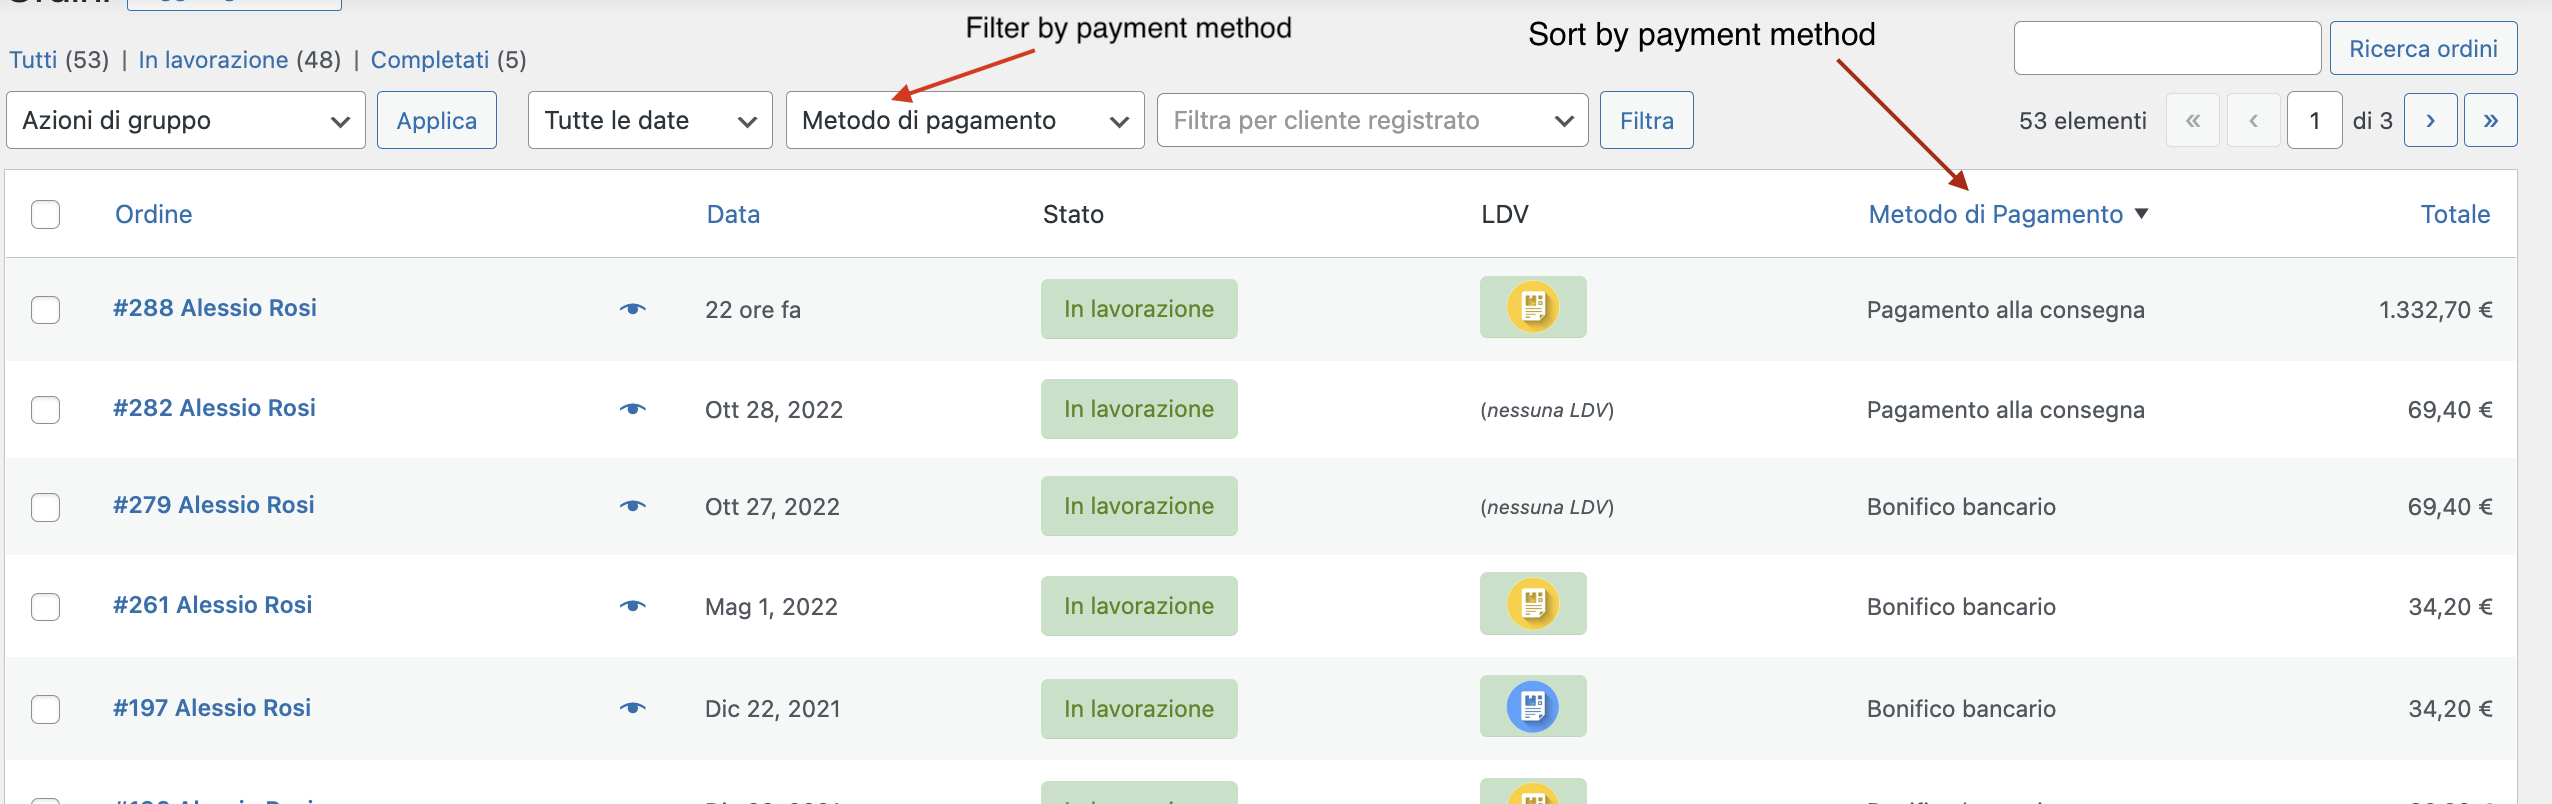 Filter by payment method
Sort by payment method
Ricerca ordini
Tutti (53) | In lavorazione (48) | Completati (5)
Azioni di gruppo
Applica
Tutte le date
Metodo di pagamento
Filtra per cliente registrato
Filtra
53 elementi « ‹ 1 di 3 › »
Ordine Data Stato LDV Metodo di Pagamento ▼ Totale
#288 Alessio Rosi 22 ore fa In lavorazione Pagamento alla consegna 1.332,70 €
#282 Alessio Rosi Ott 28, 2022 In lavorazione (nessuna LDV) Pagamento alla consegna 69,40 €
#279 Alessio Rosi Ott 27, 2022 In lavorazione (nessuna LDV) Bonifico bancario 69,40 €
#261 Alessio Rosi Mag 1, 2022 In lavorazione Bonifico bancario 34,20 €
#197 Alessio Rosi Dic 22, 2021 In lavorazione Bonifico bancario 34,20 €